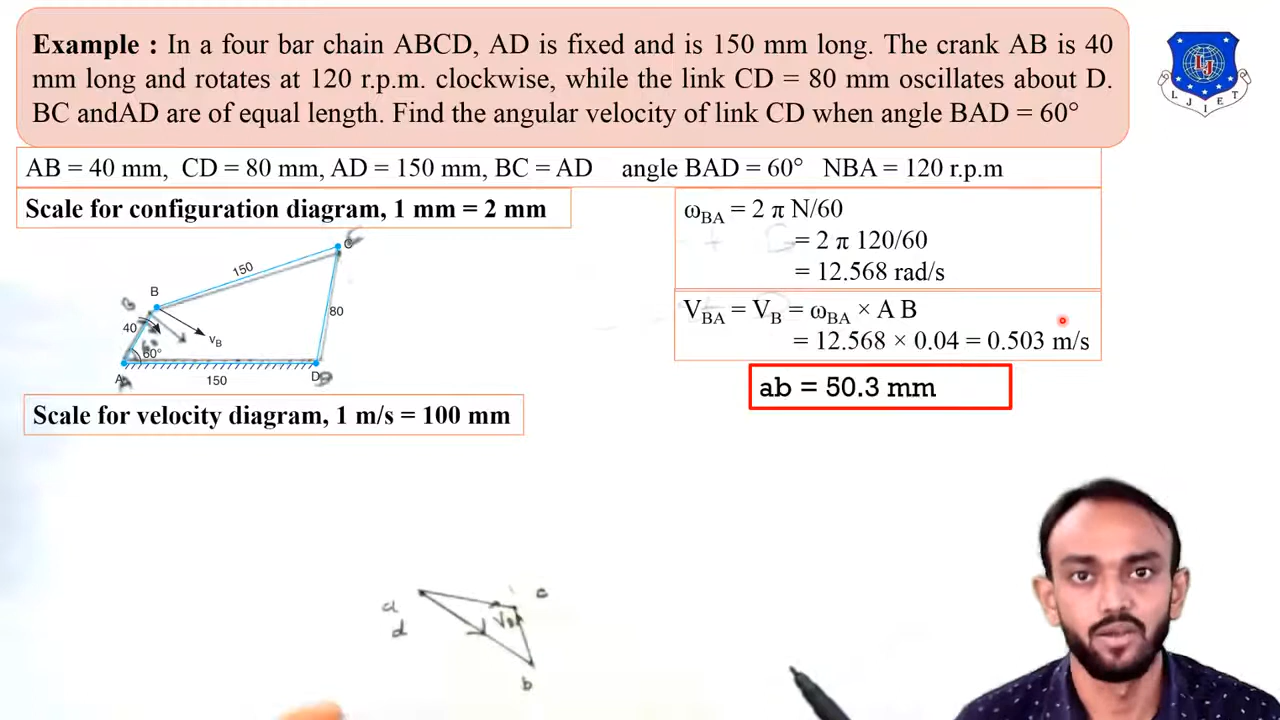 Example : In a four bar chain ABCD, AD is fixed and is 150 mm long. The crank AB is 40
mm long and rotates at 120 r.p.m. clockwise, while the link CD = 80 mm oscillates about D.
BC andAD are of equal length. Find the angular velocity of link CD when angle BAD = 60°
LJIET
AB = 40 mm, CD = 80 mm, AD = 150 mm, BC = AD angle BAD = 60° NBA = 120 r.p.m
Scale for configuration diagram, 1 mm = 2 mm
ωBA = 2 π N/60
= 2 π 120/60
= 12.568 rad/s
C
150
B
B
40
80
vB
60°
60°
A
D
150
VBA = VB = ωBA × A B
= 12.568 × 0.04 = 0.503 m/s
ab = 50.3 mm
Scale for velocity diagram, 1 m/s = 100 mm
a
d
c
b